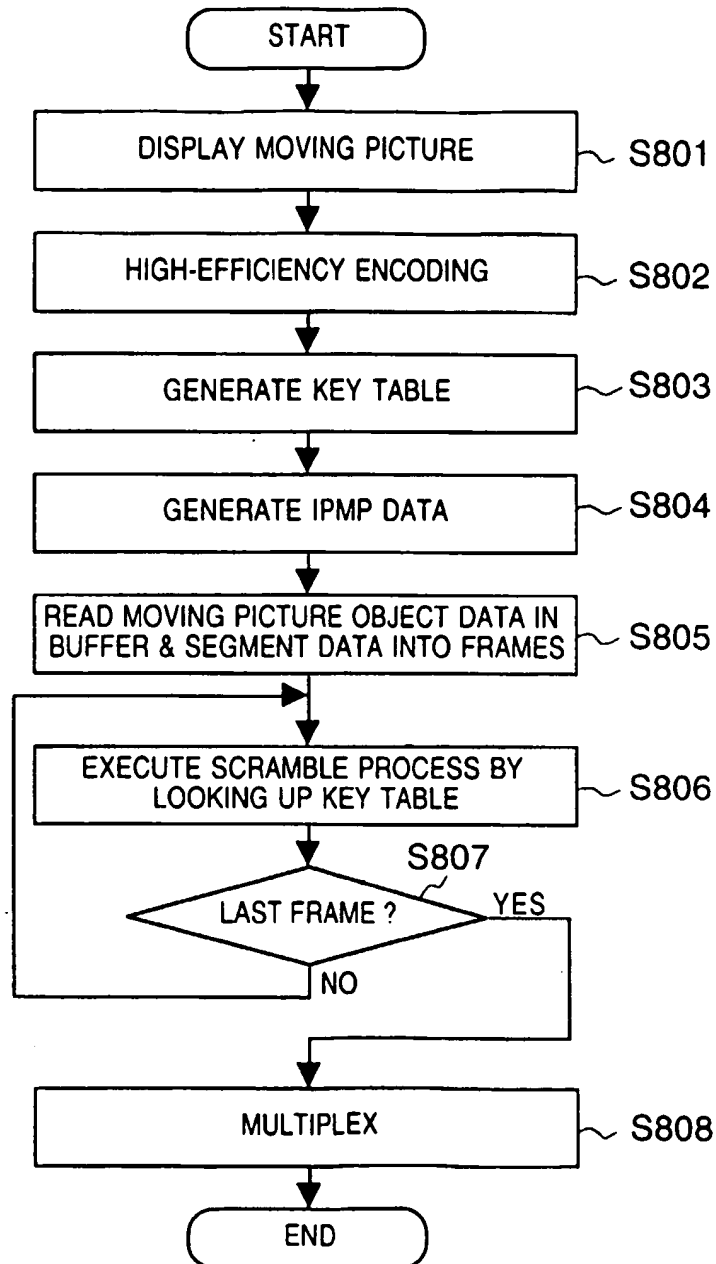 START
DISPLAY MOVING PICTURE
S801
HIGH-EFFICIENCY ENCODING
S802
GENERATE KEY TABLE
S803
GENERATE IPMP DATA
S804
READ MOVING PICTURE OBJECT DATA IN
BUFFER & SEGMENT DATA INTO FRAMES
S805
EXECUTE SCRAMBLE PROCESS BY
LOOKING UP KEY TABLE
S806
S807
LAST FRAME ?
YES
NO
MULTIPLEX
S808
END